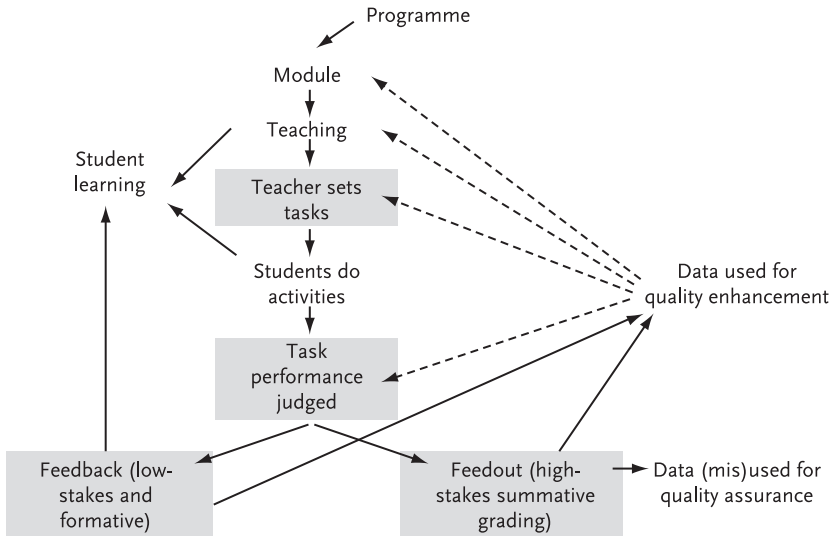 Programme
Module
Teaching
Student
learning
Teacher sets
tasks
Students do
activities
Data used for
quality enhancement
Task
performance
judged
Feedback (low-
stakes and
formative)
Feedout (high-
stakes summative
grading)
Data (mis)used for
quality assurance